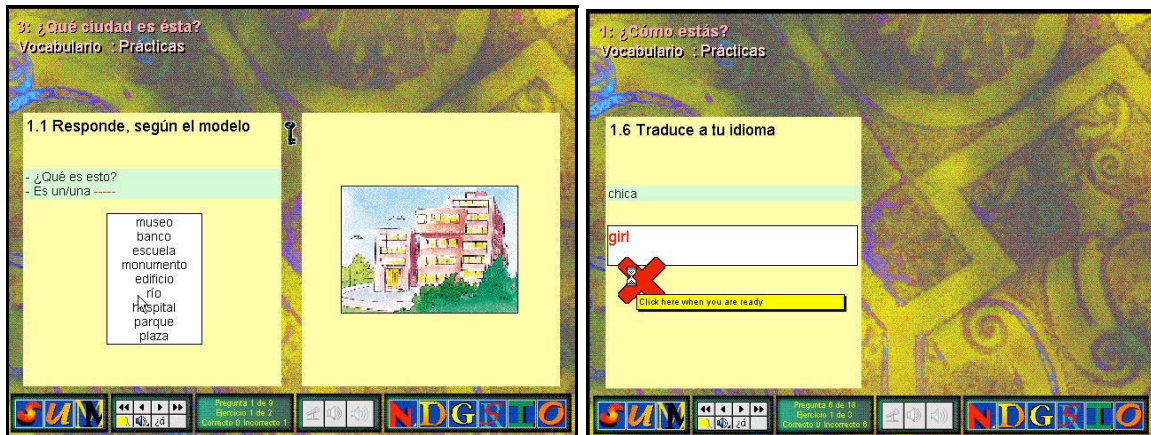 3: ¿Qué ciudad es ésta?
Vocabulario : Prácticas
1.1 Responde, según el modelo
- ¿Qué es esto?
- Es un/una -----
museo
banco
escuela
monumento
edificio
río
hospital
parque
plaza
Pregunta 1 de 9
Ejercicio 1 de 2
Correcto 0 Incorrecto 1
1: ¿Cómo estás?
Vocabulario : Prácticas
1.6 Traduce a tu idioma
chica
girl
Click here when you are ready
Pregunta 6 de 18
Ejercicio 1 de 3
Correcto 0 Incorrecto 6